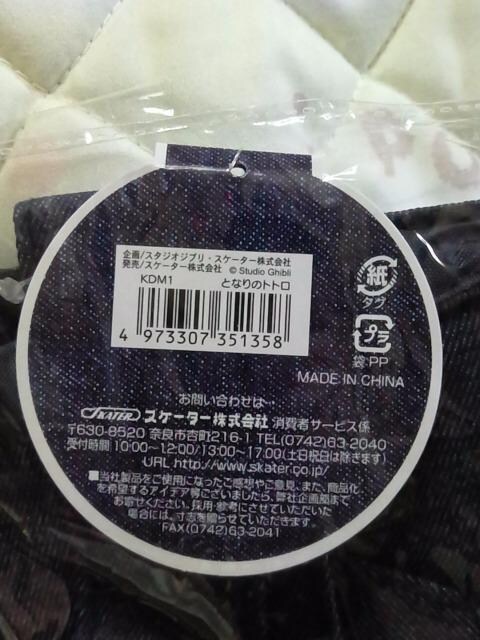 企画/スタジオジブリ・スケーター株式会社
発売/スケーター株式会社 © Studio Ghibli
KDM1 となりのトトロ
4 973307 351358
紙
タグ
プラ
袋:PP
MADE IN CHINA
お問い合わせは…
SKATER スケーター株式会社 消費者サービス係
〒630-8520 奈良市杏町216-1 TEL(0742)63-2040
受付時間 10:00~12:00/13:00~17:00 (土日祝日は除きます)
URL http://www.skater.co.jp/
■当社製品をご使用になったご感想やご意見、また、商品化
を希望するアイデア等ございましたら、弊社企画部まで
お寄せください。採用・参考にさせていただいた
場合には、寸志を贈らせていただきます。
FAX(0742)63-2041